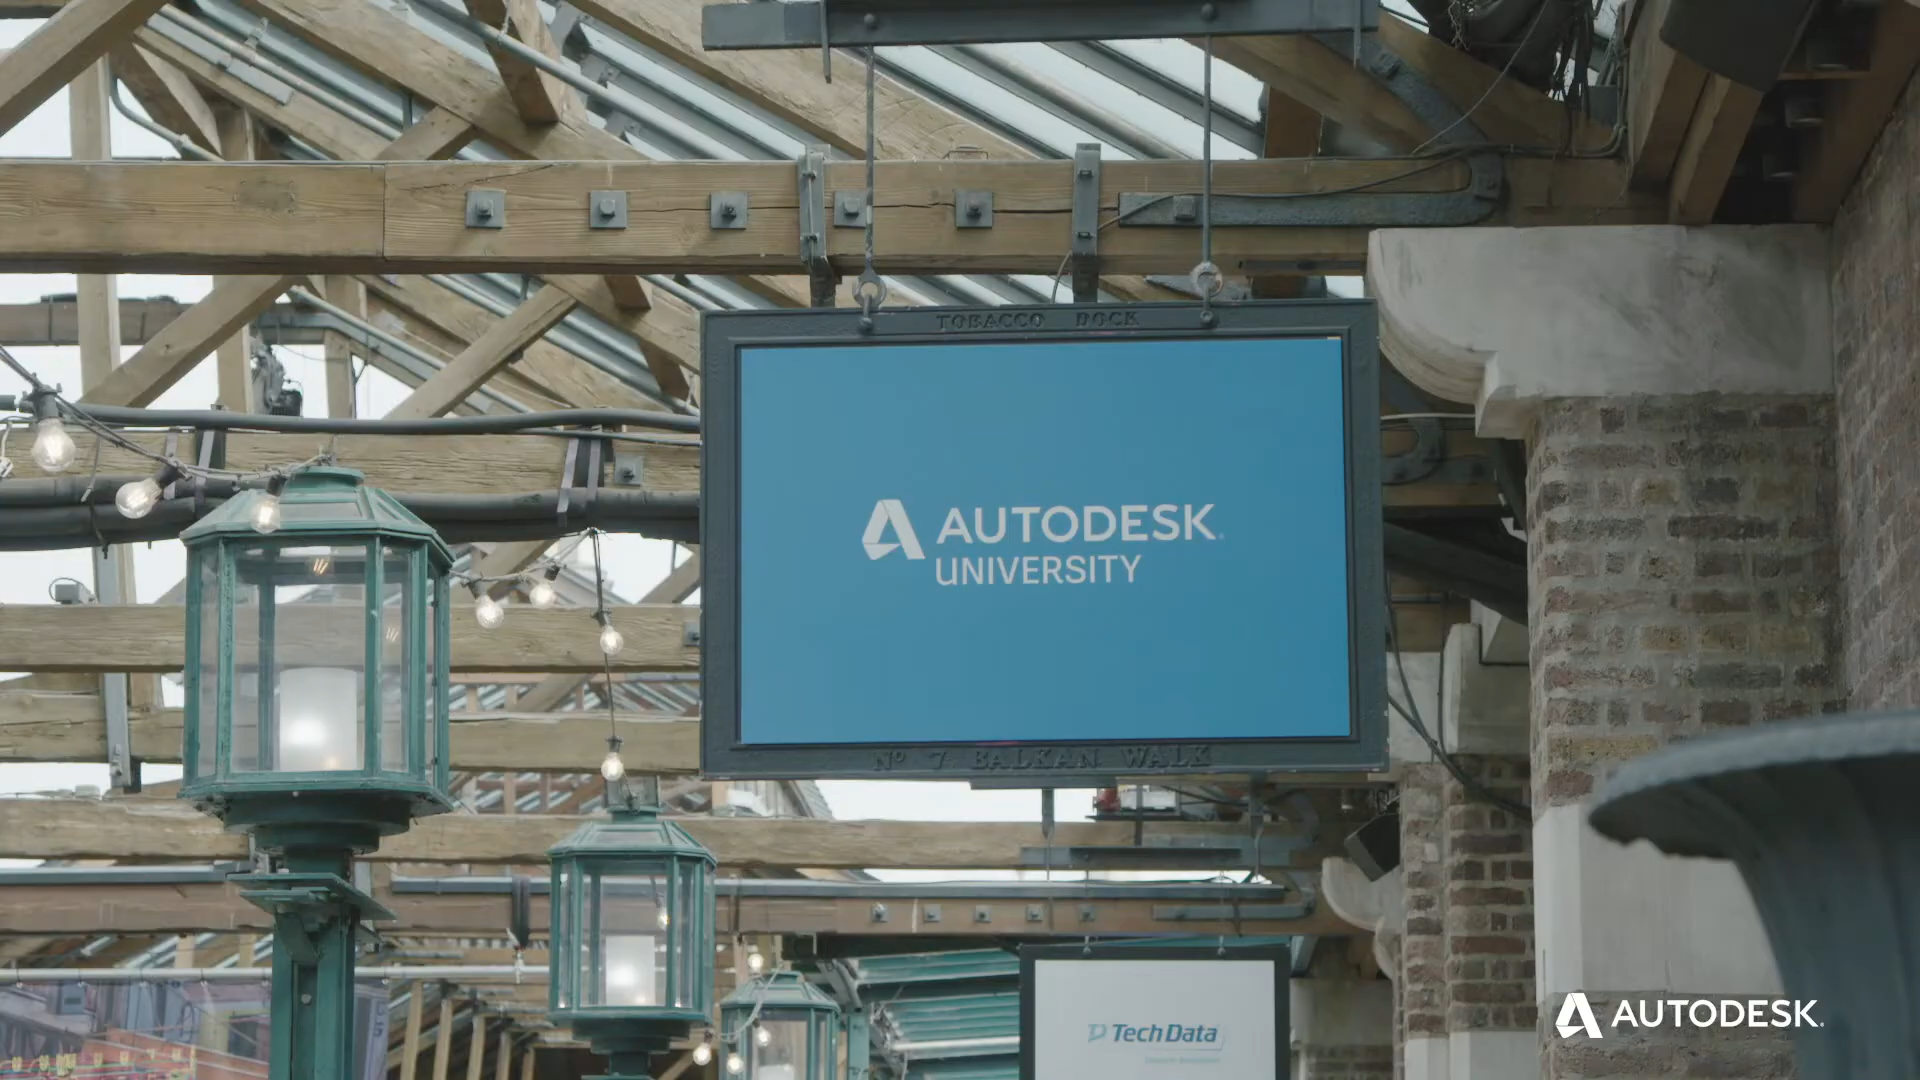 TOBACCO DOCK
AUTODESK
UNIVERSITY
Nº 7 BALKAN WALK
TechData
AUTODESK